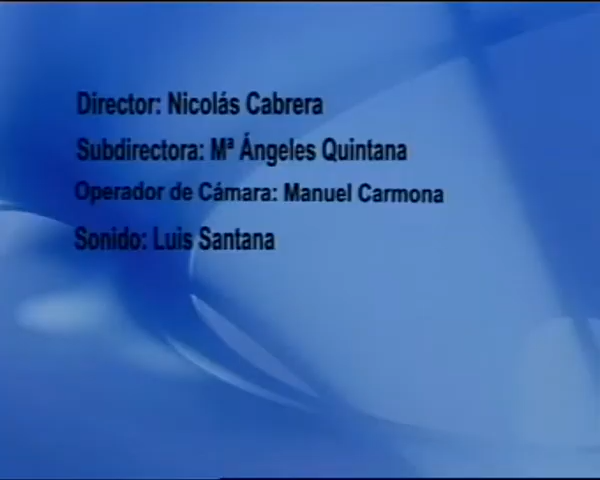 Director: Nicolás Cabrera
Subdirectora: Mª Ángeles Quintana
Operador de Cámara: Manuel Carmona
Sonido: Luis Santana